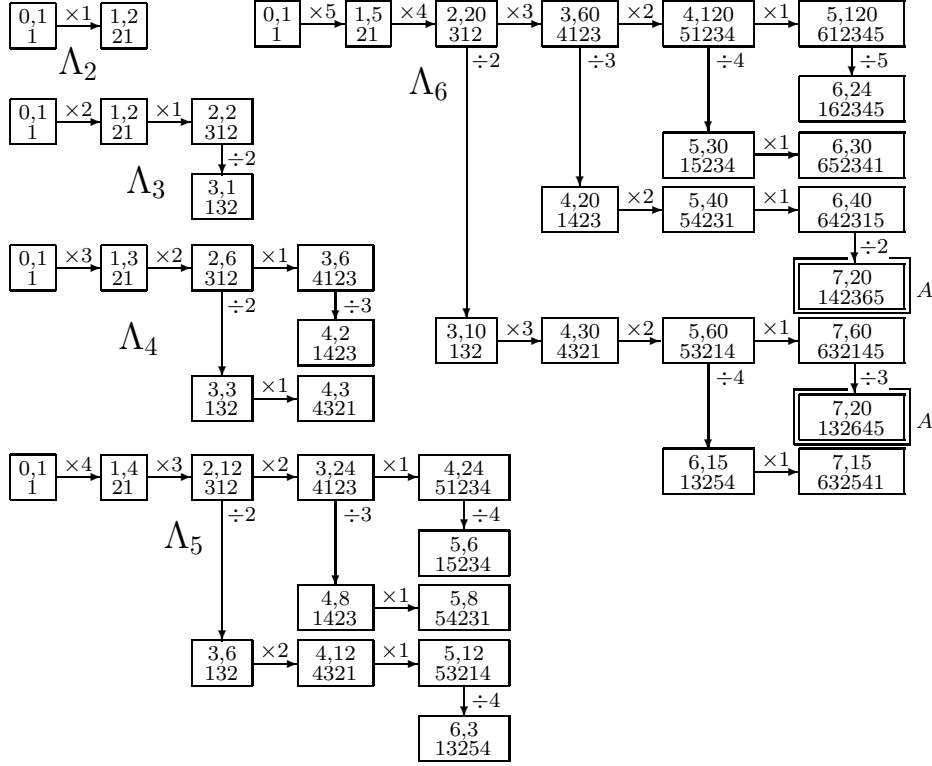 0,1 ×1 1,2
1 21
Λ2
0,1 ×2 1,2 ×1 2,2
1 21 312
÷2
Λ3
3,1
132
0,1 ×3 1,3 ×2 2,6 ×1 3,6
1 21 312 4123
÷2 ÷3
Λ4
4,2
1423
3,3 ×1 4,3
132 4321
0,1 ×4 1,4 ×3 2,12 ×2 3,24 ×1 4,24
1 21 312 4123 51234
÷2 ÷3 ÷4
Λ5
5,6
15234
4,8 ×1 5,8
1423 54231
3,6 ×2 4,12 ×1 5,12
132 4321 53214
÷4
6,3
13254
0,1 ×5 1,5 ×4 2,20 ×3 3,60 ×2 4,120 ×1 5,120
1 21 312 4123 51234 612345
÷2 ÷3 ÷4 ÷5
Λ6
6,24
162345
5,30 ×1 6,30
15234 652341
4,20 ×2 5,40 ×1 6,40
1423 54231 642315
÷2
7,20
142365 A
3,10 ×3 4,30 ×2 5,60 ×1 7,60
132 4321 53214 632145
÷4 ÷3
7,20
132645 A
6,15 ×1 7,15
13254 632541